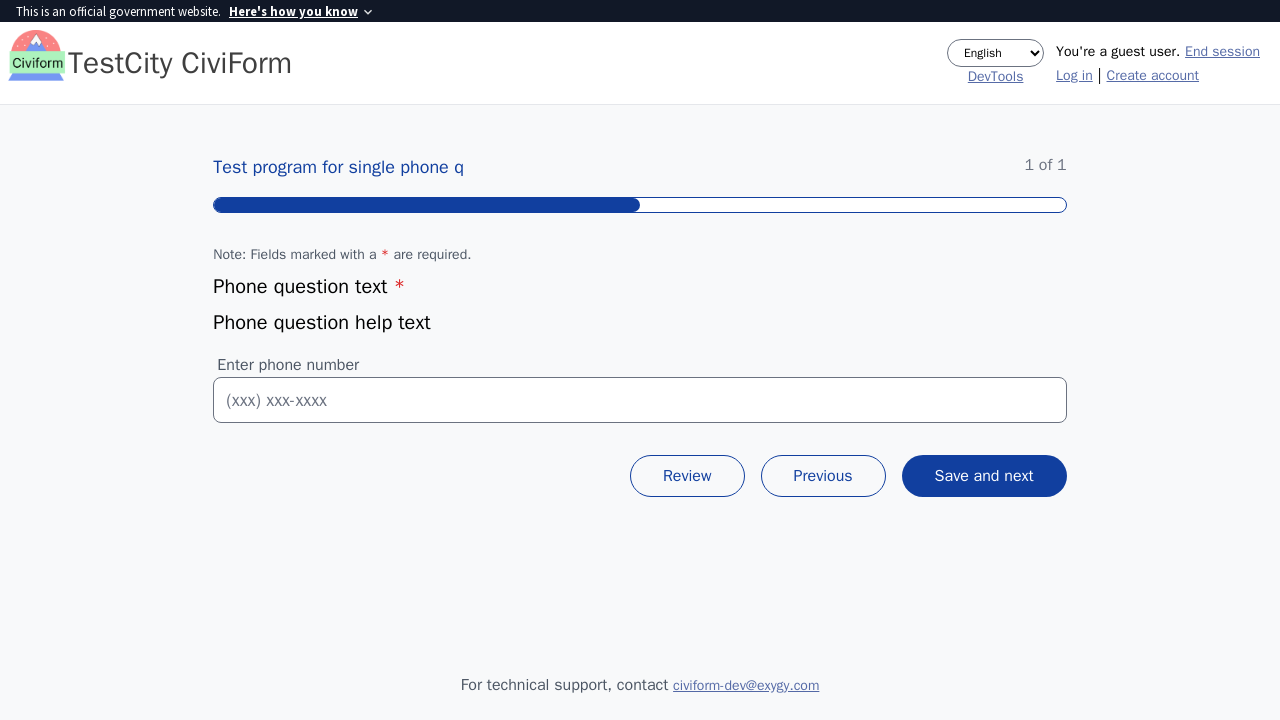 This is an official government website. Here's how you know
Civiform
TestCity CiviForm
English
DevTools
You're a guest user. End session
Log in | Create account
Test program for single phone q
1 of 1
Note: Fields marked with a * are required.
Phone question text *
Phone question help text
Enter phone number
(xxx) xxx-xxxx
Review
Previous
Save and next
For technical support, contact civiform-dev@exygy.com